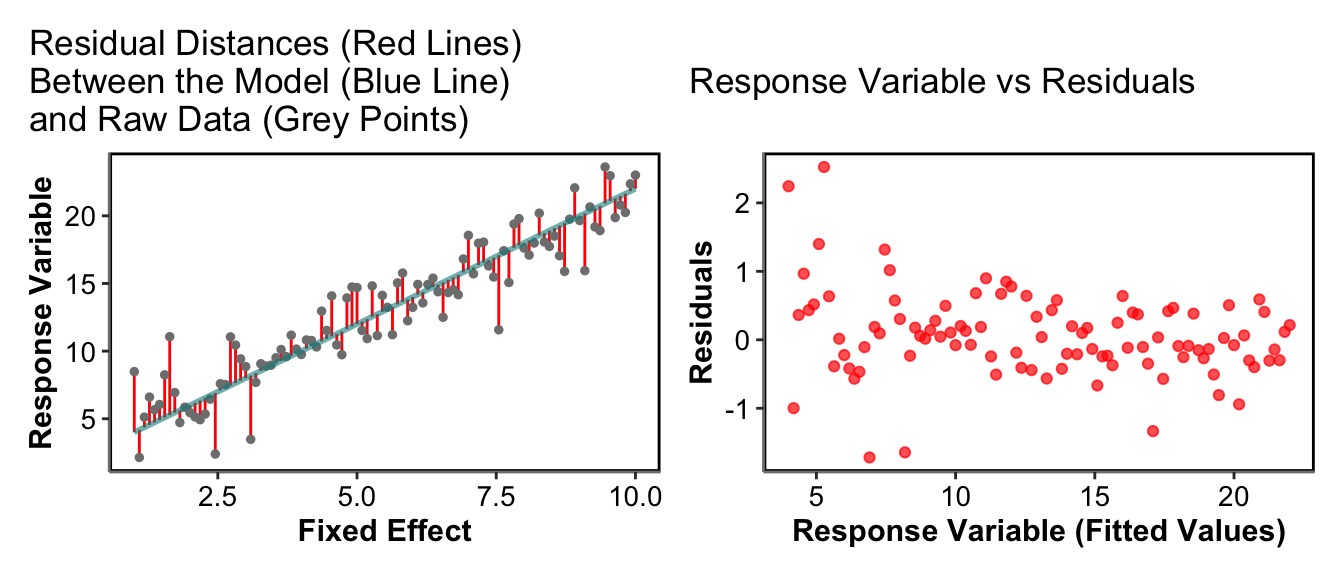 Residual Distances (Red Lines)
Between the Model (Blue Line)
and Raw Data (Grey Points)
Response Variable
20
15
10
5
2.5
5.0
7.5
10.0
Fixed Effect
Response Variable vs Residuals
Residuals
2
1
0
-1
5
10
15
20
Response Variable (Fitted Values)